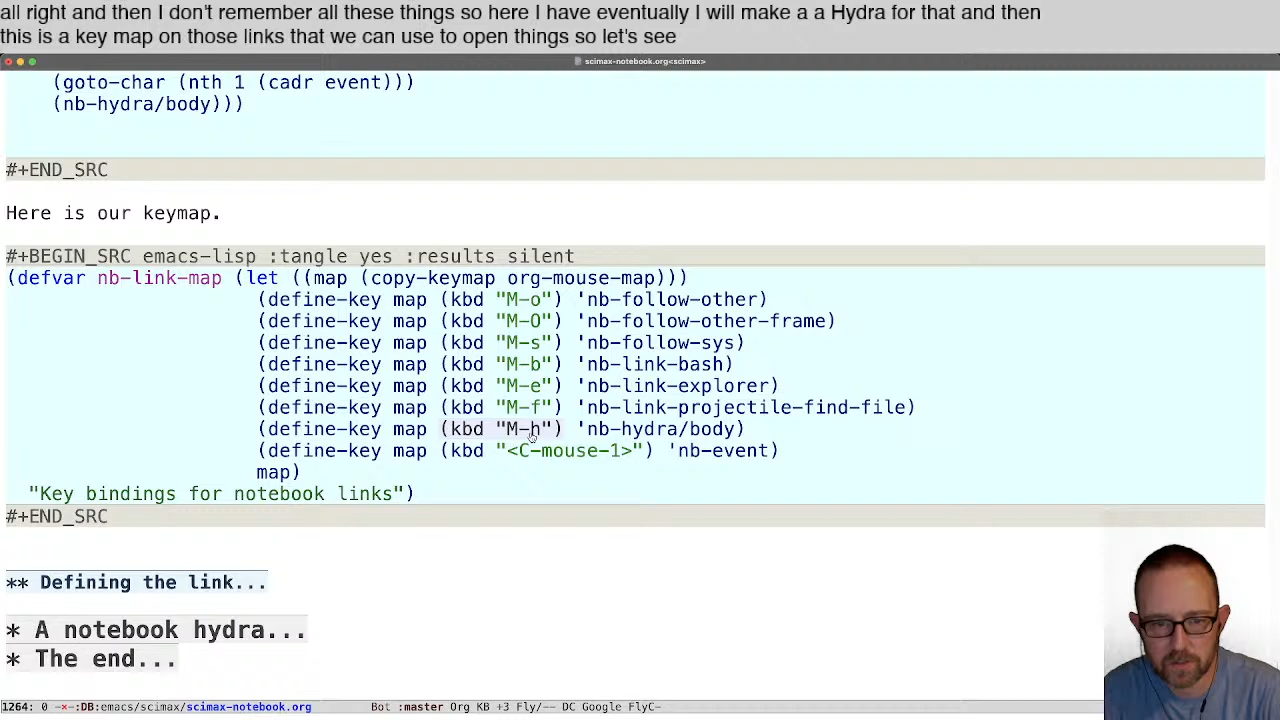 all right and then I don't remember all these things so here I have eventually I will make a a Hydra for that and then
this is a key map on those links that we can use to open things so let's see
scimax-notebook.org<scimax>
(goto-char (nth 1 (cadr event)))
(nb-hydra/body)))
#+END_SRC
Here is our keymap.
#+BEGIN_SRC emacs-lisp :tangle yes :results silent
(defvar nb-link-map (let ((map (copy-keymap org-mouse-map)))
(define-key map (kbd "M-o") 'nb-follow-other)
(define-key map (kbd "M-O") 'nb-follow-other-frame)
(define-key map (kbd "M-s") 'nb-follow-sys)
(define-key map (kbd "M-b") 'nb-link-bash)
(define-key map (kbd "M-e") 'nb-link-explorer)
(define-key map (kbd "M-f") 'nb-link-projectile-find-file)
(define-key map (kbd "M-h") 'nb-hydra/body)
(define-key map (kbd "<C-mouse-1>") 'nb-event)
map)
"Key bindings for notebook links")
#+END_SRC
** Defining the link...
* A notebook hydra...
* The end...
1264: 0 -×-:DB:emacs/scimax/scimax-notebook.org Bot :master Org KB +3 Fly/-- DC Google FlyC-